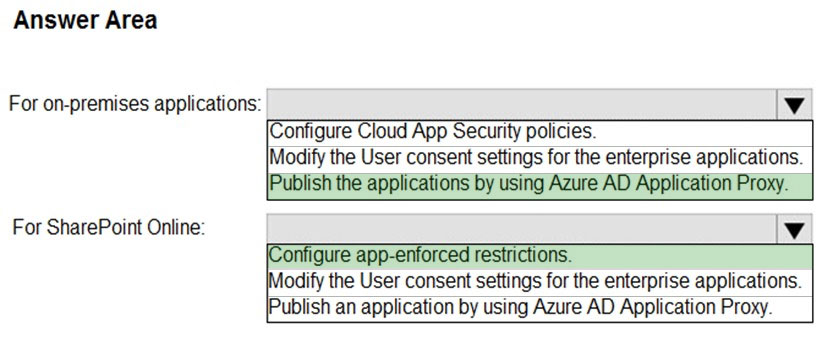 Answer Area
For on-premises applications:
Configure Cloud App Security policies.
Modify the User consent settings for the enterprise applications.
Publish the applications by using Azure AD Application Proxy.
For SharePoint Online:
Configure app-enforced restrictions.
Modify the User consent settings for the enterprise applications.
Publish an application by using Azure AD Application Proxy.